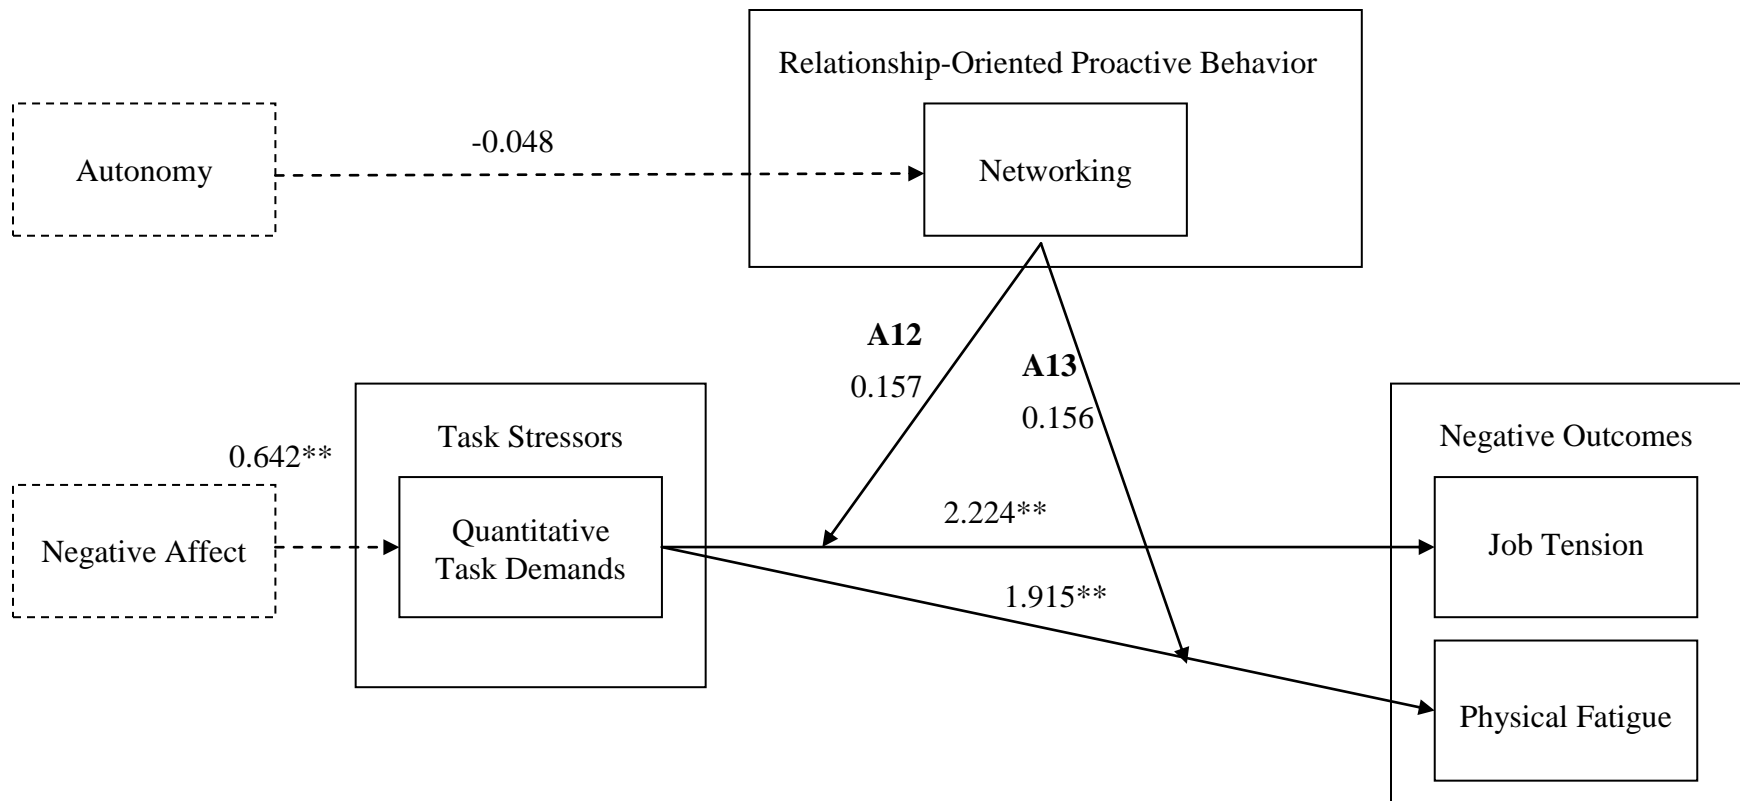 Relationship-Oriented Proactive Behavior
Autonomy
-0.048
Networking
A12
0.157
A13
0.156
Task Stressors
0.642**
Negative Affect
Quantitative
Task Demands
2.224**
1.915**
Negative Outcomes
Job Tension
Physical Fatigue